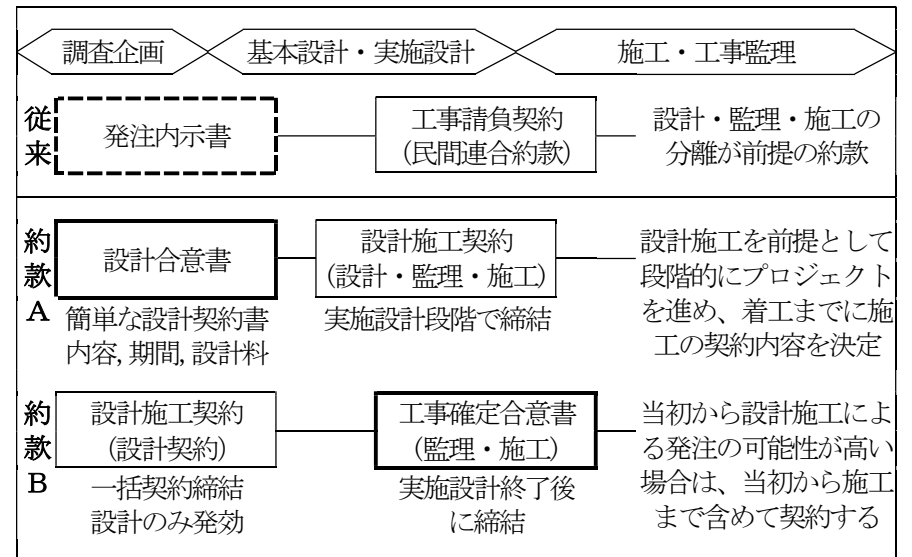 調査企画
基本設計・実施設計
施工・工事監理
従来
発注内示書
工事請負契約
(民間連合約款)
設計・監理・施工の
分離が前提の約款
約款A
設計合意書
簡単な設計契約書
内容, 期間, 設計料
設計施工契約
(設計・監理・施工)
実施設計段階で締結
設計施工を前提として
段階的にプロジェクト
を進め、着工までに施
工の契約内容を決定
約款B
設計施工契約
(設計契約)
一括契約締結
設計のみ発効
工事確定合意書
(監理・施工)
実施設計終了後
に締結
当初から設計施工によ
る発注の可能性が高い
場合は、当初から施工
まで含めて契約する